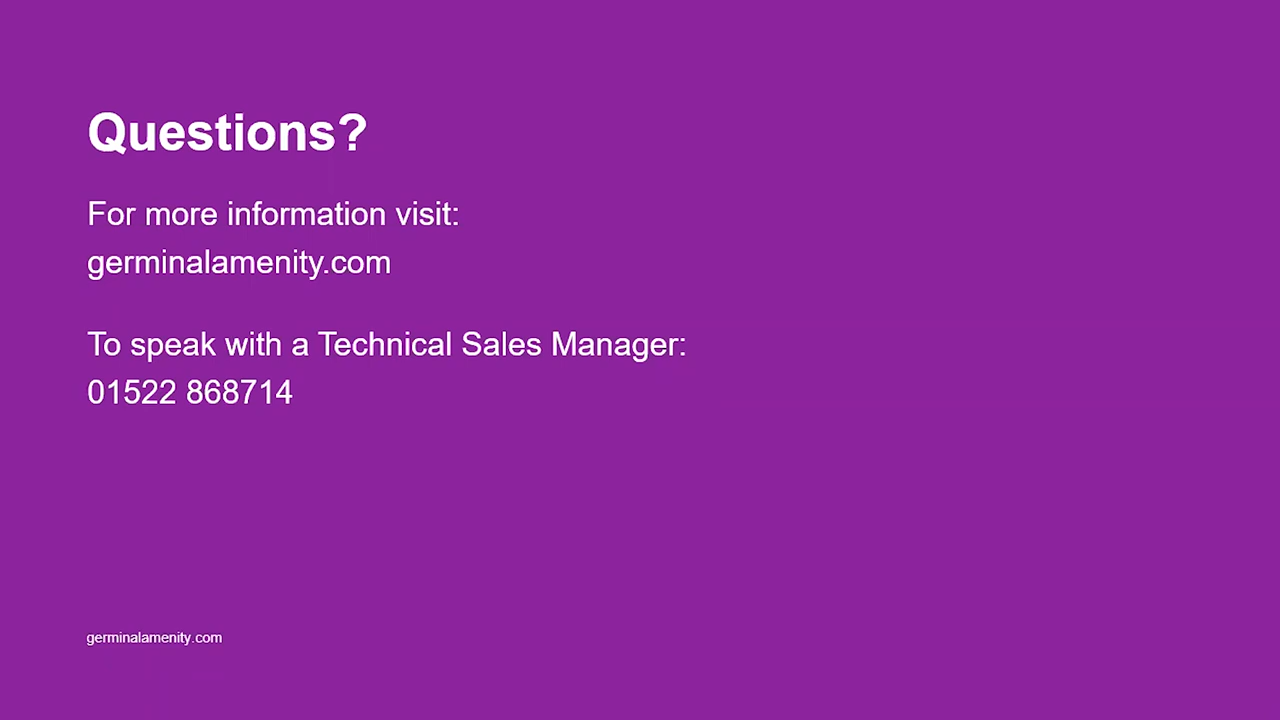 Questions?
For more information visit:
germinalamenity.com
To speak with a Technical Sales Manager:
01522 868714
germinalamenity.com